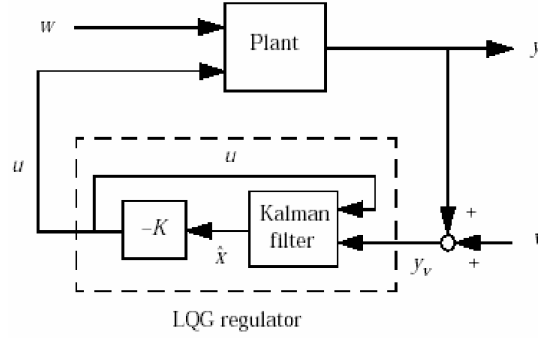 w
Plant
y
u
u
Kalman
filter
–K
x̂
+
+
y_v
LQG regulator